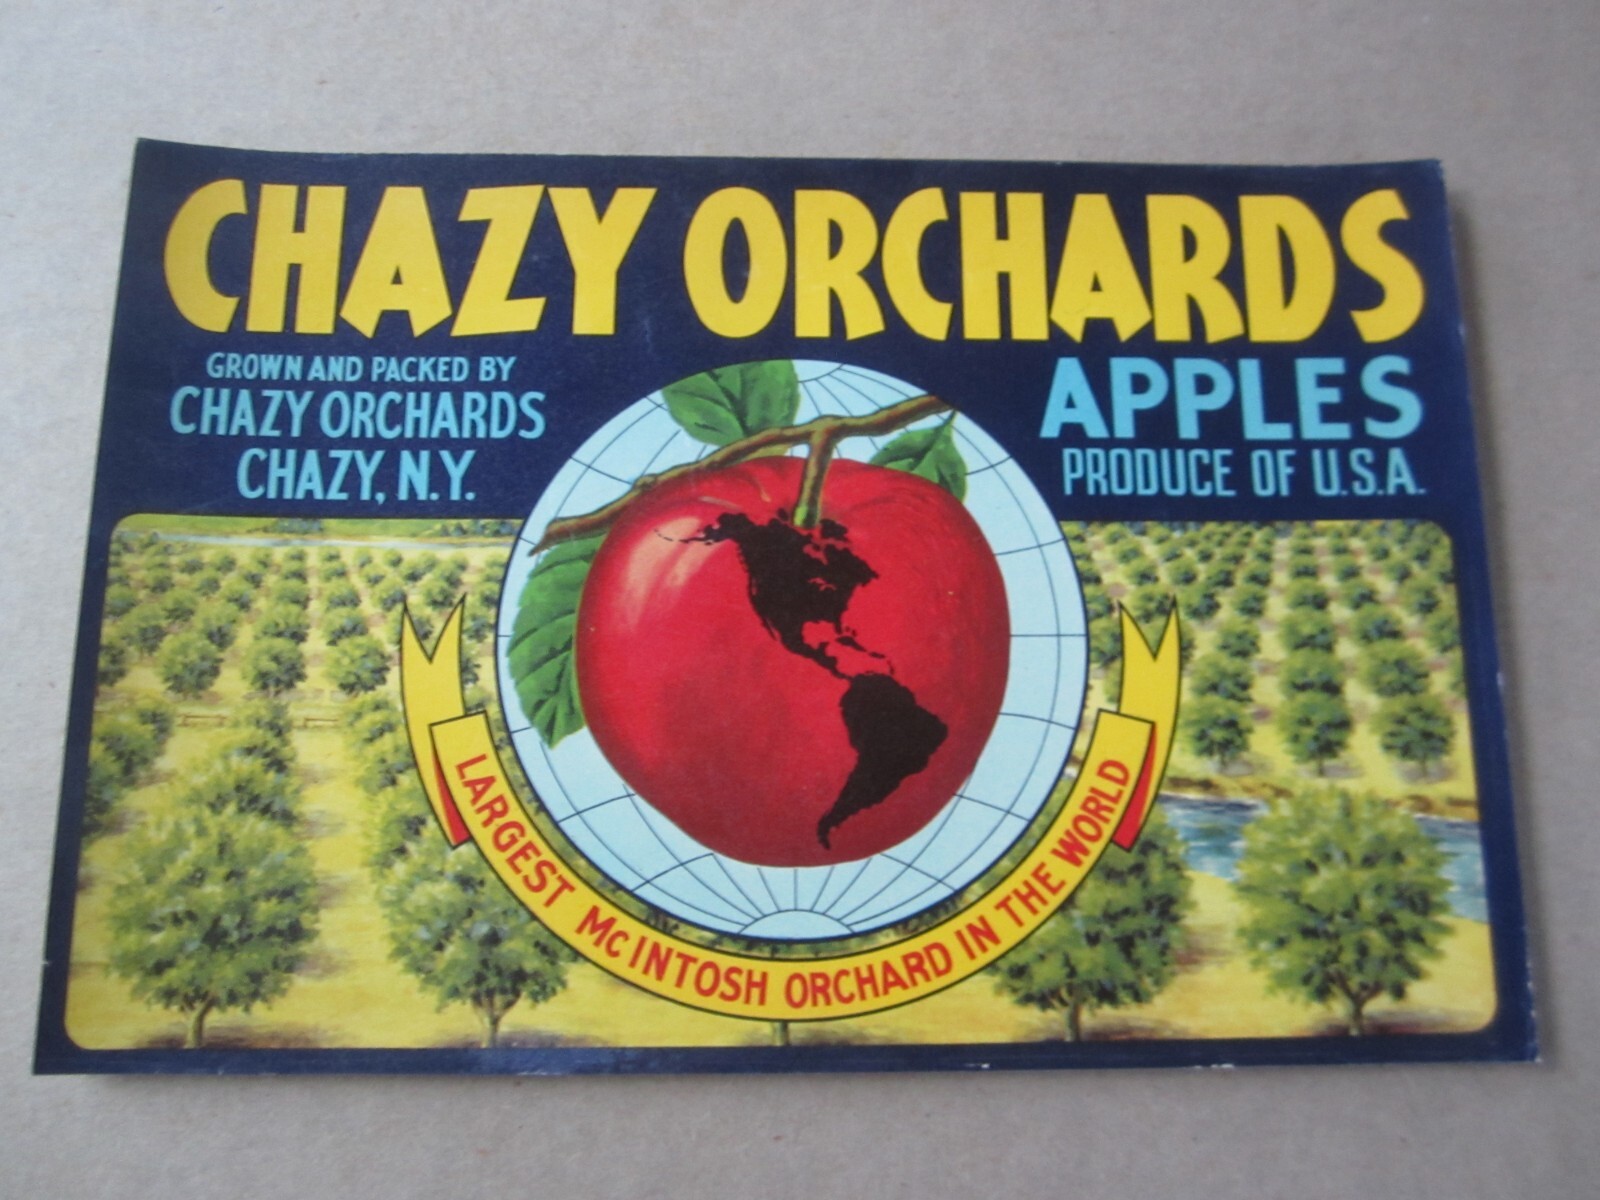 CHAZY ORCHARDS
GROWN AND PACKED BY
CHAZY ORCHARDS
CHAZY, N.Y.
APPLES
PRODUCE OF U.S.A.
LARGEST McINTOSH ORCHARD IN THE WORLD